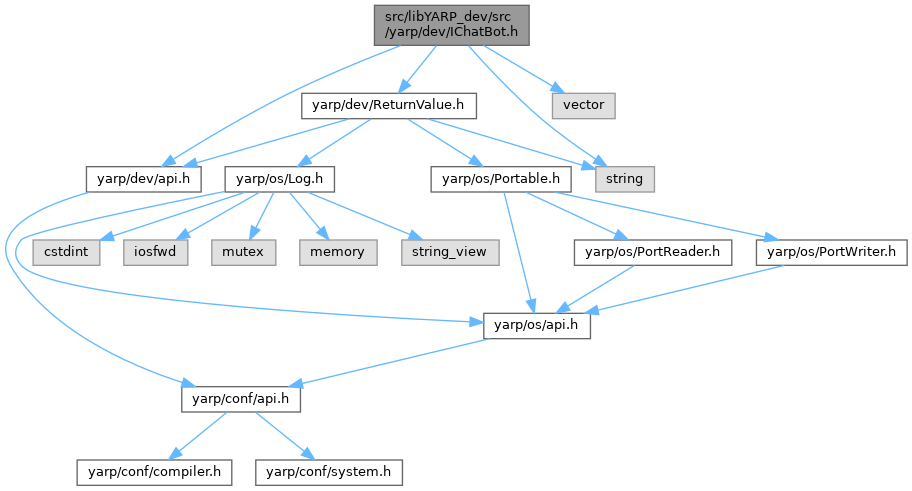 src/libYARP_dev/src
/yarp/dev/IChatBot.h
yarp/dev/ReturnValue.h
vector
yarp/dev/api.h
yarp/os/Log.h
yarp/os/Portable.h
string
cstdint
iosfwd
mutex
memory
string_view
yarp/os/PortReader.h
yarp/os/PortWriter.h
yarp/os/api.h
yarp/conf/api.h
yarp/conf/compiler.h
yarp/conf/system.h